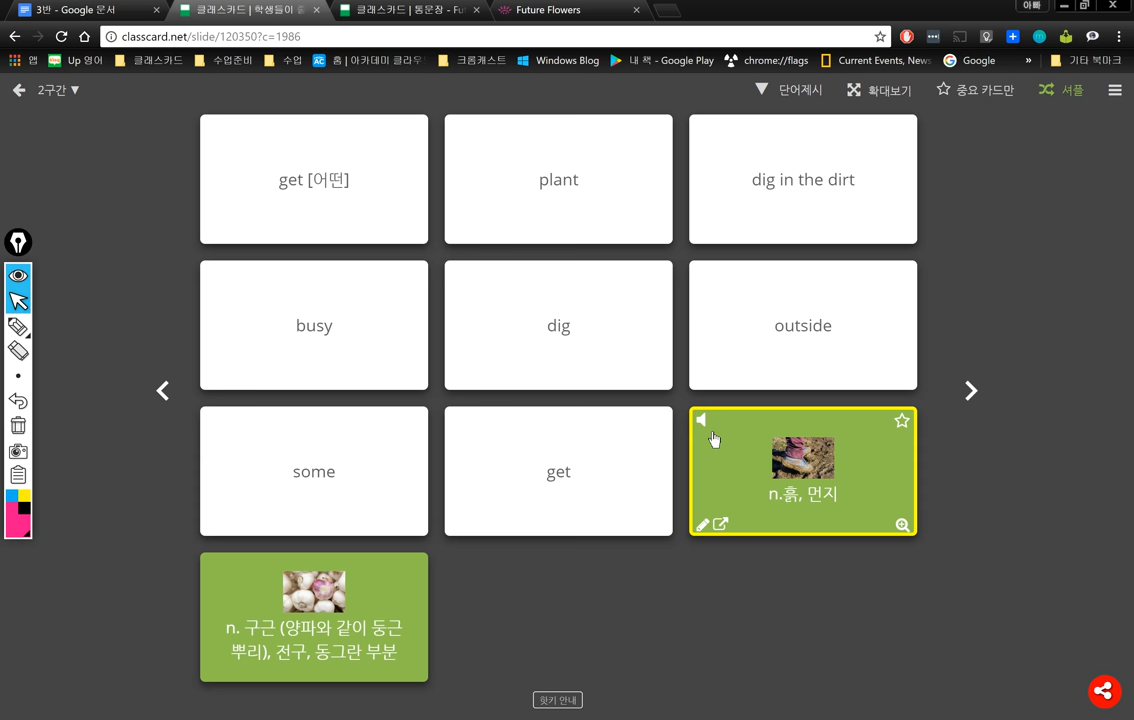 3반 - Google 문서
클래스카드 | 학생들이
클래스카드 | 통문장 - Fu
Future Flowers
아빠
classcard.net/slide/120350?c=1986
앱
Up 영어
클래스카드
수업준비
수업
홈 | 아카데미 클라우
크롬캐스트
Windows Blog
내 책 - Google Play
chrome://flags
Current Events, News
Google
»
기타 북마크
2구간 ▼
단어제시
확대보기
중요 카드만
셔플
get [어떤]
plant
dig in the dirt
busy
dig
outside
some
get
n.흙, 먼지
n. 구근 (양파와 같이 둥근
뿌리), 전구, 동그란 부분
핫키 안내